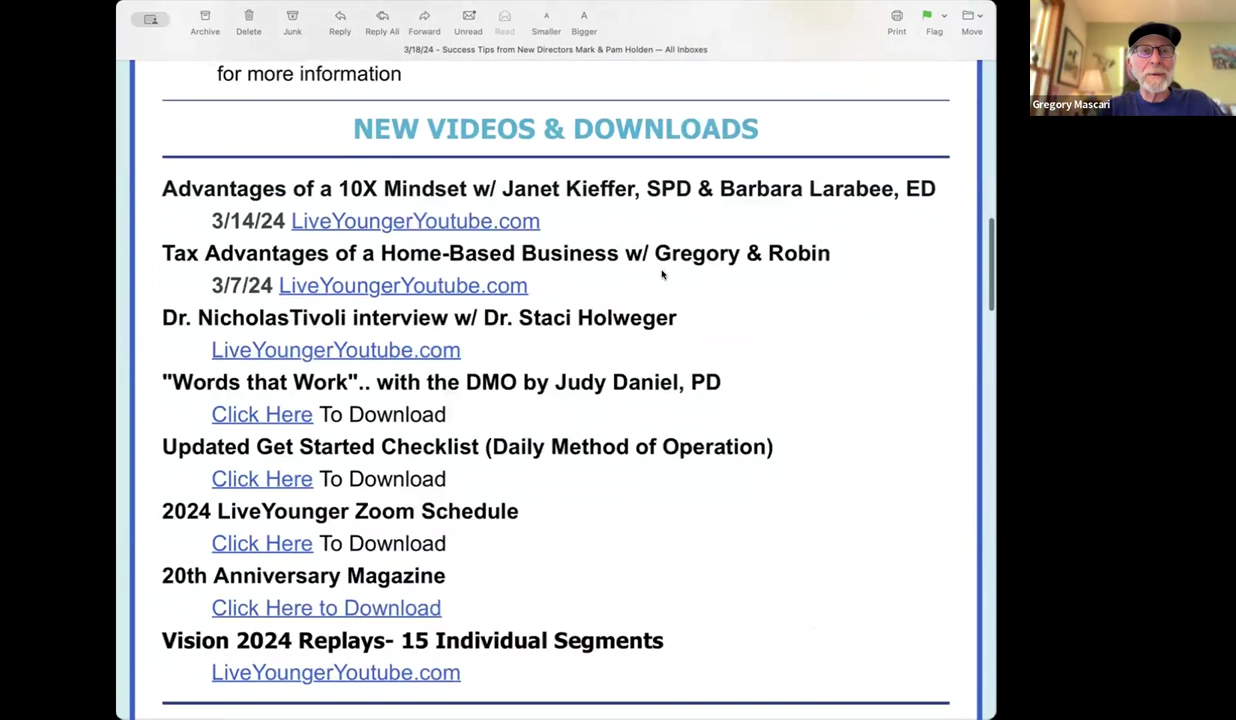 Archive
Delete
Junk
Reply
Reply All
Forward
Unread
Read
A
Smaller
A
Bigger
Print
Flag
Move
3/18/24 - Success Tips from New Directors Mark & Pam Holden — All Inboxes
Gregory Mascari
for more information
NEW VIDEOS & DOWNLOADS
Advantages of a 10X Mindset w/ Janet Kieffer, SPD & Barbara Larabee, ED
3/14/24 LiveYoungerYoutube.com
Tax Advantages of a Home-Based Business w/ Gregory & Robin
3/7/24 LiveYoungerYoutube.com
Dr. NicholasTivoli interview w/ Dr. Staci Holweger
LiveYoungerYoutube.com
"Words that Work".. with the DMO by Judy Daniel, PD
Click Here To Download
Updated Get Started Checklist (Daily Method of Operation)
Click Here To Download
2024 LiveYounger Zoom Schedule
Click Here To Download
20th Anniversary Magazine
Click Here to Download
Vision 2024 Replays- 15 Individual Segments
LiveYoungerYoutube.com